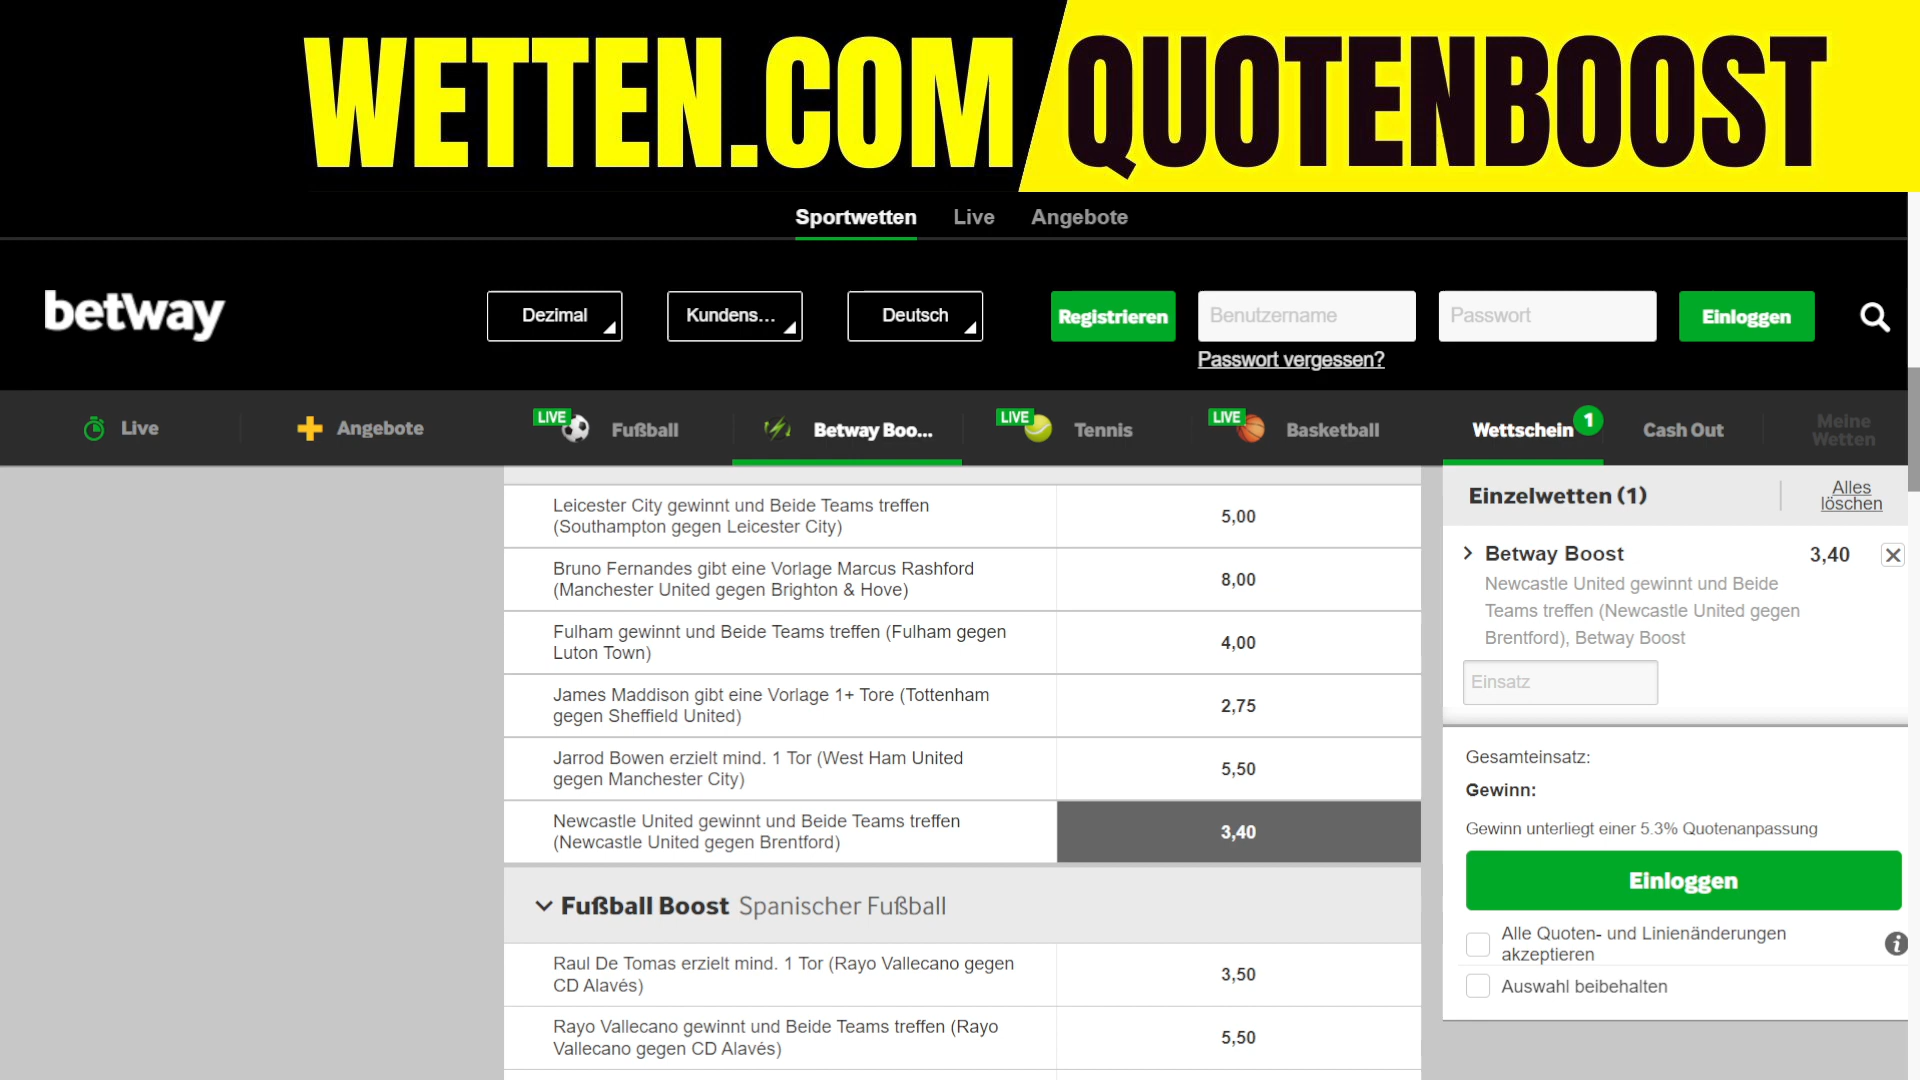 WETTEN.COM QUOTENBOOST
Sportwetten Live Angebote
betway
Dezimal Kundens... Deutsch Registrieren Benutzername Passwort Einloggen
Passwort vergessen?
Live Angebote LIVE Fußball Betway Boo... LIVE Tennis LIVE Basketball Wettschein 1 Cash Out Meine
Wetten
Leicester City gewinnt und Beide Teams treffen
(Southampton gegen Leicester City)
5,00
Bruno Fernandes gibt eine Vorlage Marcus Rashford
(Manchester United gegen Brighton & Hove)
8,00
Fulham gewinnt und Beide Teams treffen (Fulham gegen
Luton Town)
4,00
James Maddison gibt eine Vorlage 1+ Tore (Tottenham
gegen Sheffield United)
2,75
Jarrod Bowen erzielt mind. 1 Tor (West Ham United
gegen Manchester City)
5,50
Newcastle United gewinnt und Beide Teams treffen
(Newcastle United gegen Brentford)
3,40
Fußball Boost Spanischer Fußball
Raul De Tomas erzielt mind. 1 Tor (Rayo Vallecano gegen
CD Alavés)
3,50
Rayo Vallecano gewinnt und Beide Teams treffen (Rayo
Vallecano gegen CD Alavés)
5,50
Einzelwetten (1)
Alles
löschen
Betway Boost 3,40
Newcastle United gewinnt und Beide
Teams treffen (Newcastle United gegen
Brentford), Betway Boost
Einsatz
Gesamteinsatz:
Gewinn:
Gewinn unterliegt einer 5.3% Quotenanpassung
Einloggen
Alle Quoten- und Linienänderungen
akzeptieren
Auswahl beibehalten